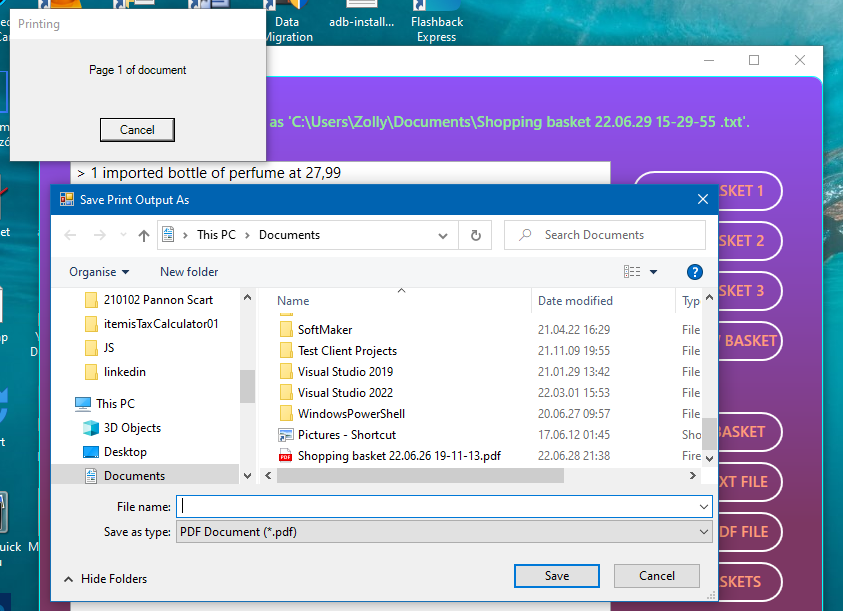 Printing
Page 1 of document
Cancel
Data
Migration
adb-install...
Flashback
Express
as 'C:\Users\Zolly\Documents\Shopping basket 22.06.29 15-29-55 .txt'.
> 1 imported bottle of perfume at 27,99
SKET 1
SKET 2
SKET 3
BASKET
BASKET
XT FILE
DF FILE
SKETS
Save Print Output As
This PC > Documents
Search Documents
Organise
New folder
?
210102 Pannon Scart
itemisTaxCalculator01
JS
linkedin
This PC
3D Objects
Desktop
Documents
Name Date modified Typ
SoftMaker 21.04.22 16:29 File
Test Client Projects 21.11.09 19:55 File
Visual Studio 2019 21.01.29 13:42 File
Visual Studio 2022 22.03.01 15:53 File
WindowsPowerShell 20.06.27 09:57 File
Pictures - Shortcut 17.06.12 01:45 Sho
Shopping basket 22.06.26 19-11-13.pdf 22.06.28 21:38 Fire
File name:
Save as type: PDF Document (*.pdf)
Hide Folders
Save
Cancel